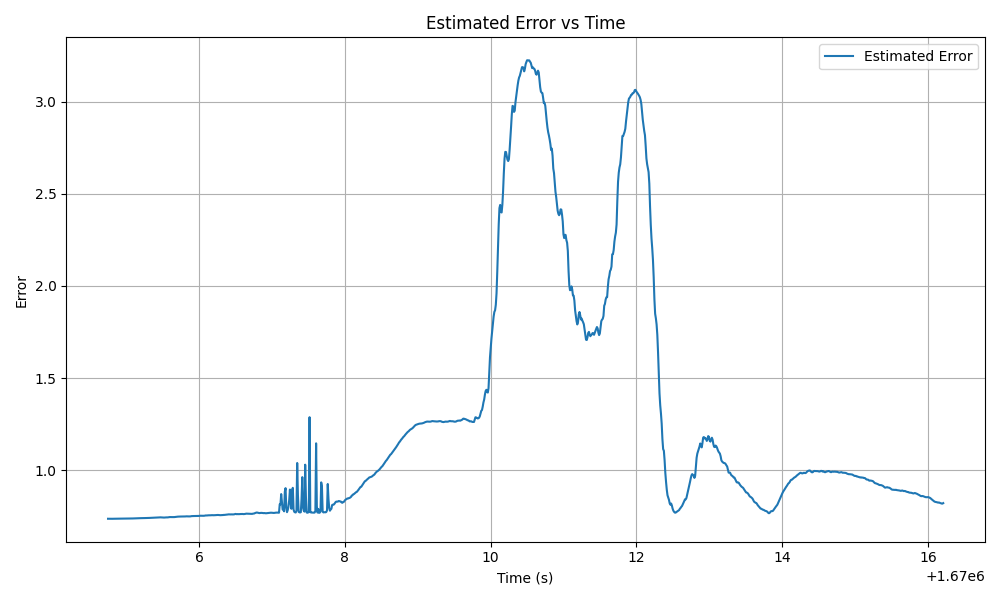 Estimated Error vs Time
Estimated Error
3.0
2.5
2.0
1.5
1.0
Error
6 8 10 12 14 16
Time (s)
+1.67e6